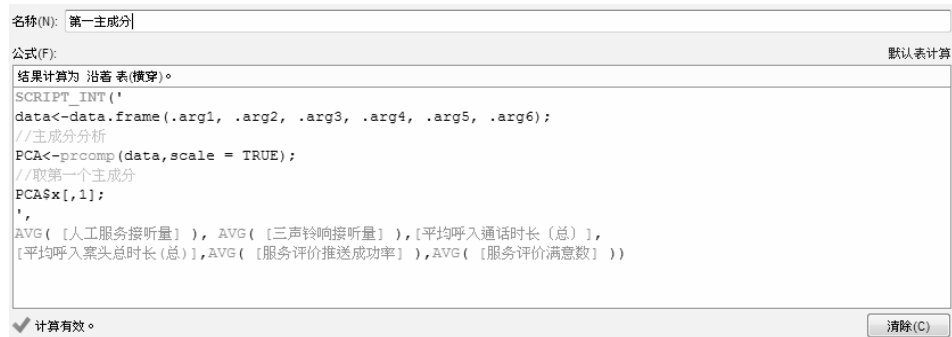 名称(N): 第一主成分
公式(F): 默认表计算
结果计算为 沿着 表(横穿)。
SCRIPT_INT('
data<-data.frame(.arg1, .arg2, .arg3, .arg4, .arg5, .arg6);
//主成分分析
PCA<-prcomp(data,scale = TRUE);
//取第一个主成分
PCA$x[,1];
',
AVG( [人工服务接听量] ), AVG( [三声铃响接听量] ),[平均呼入通话时长〔总〕],
[平均呼入案头总时长(总)],AVG( [服务评价推送成功率] ),AVG( [服务评价满意数] ))
计算有效。 清除(C)